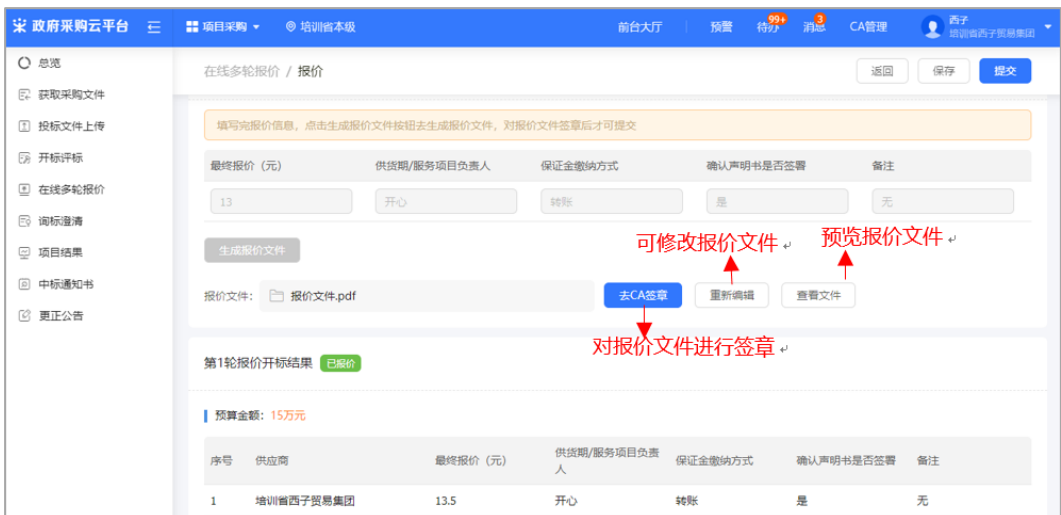 政府采购云平台 项目采购 培训省本级 前台大厅 预警 待办 99+ 消息 3 CA管理 西子
培训省西子贸易集团
总览
获取采购文件
投标文件上传
开标评标
在线多轮报价
询标澄清
项目结果
中标通知书
更正公告
在线多轮报价 / 报价 返回 保存 提交
填写完报价信息，点击生成报价文件按钮去生成报价文件，对报价文件签章后才可提交
最终报价（元） 供货期/服务项目负责人 保证金缴纳方式 确认声明书是否签署 备注
13 开心 转账 是 无
生成报价文件
可修改报价文件
预览报价文件
报价文件： 报价文件.pdf 去CA签章 重新编辑 查看文件
对报价文件进行签章
第1轮报价开标结果 已报价
预算金额：15万元
序号 供应商 最终报价（元） 供货期/服务项目负责人 保证金缴纳方式 确认声明书是否签署 备注
1 培训省西子贸易集团 13.5 开心 转账 是 无